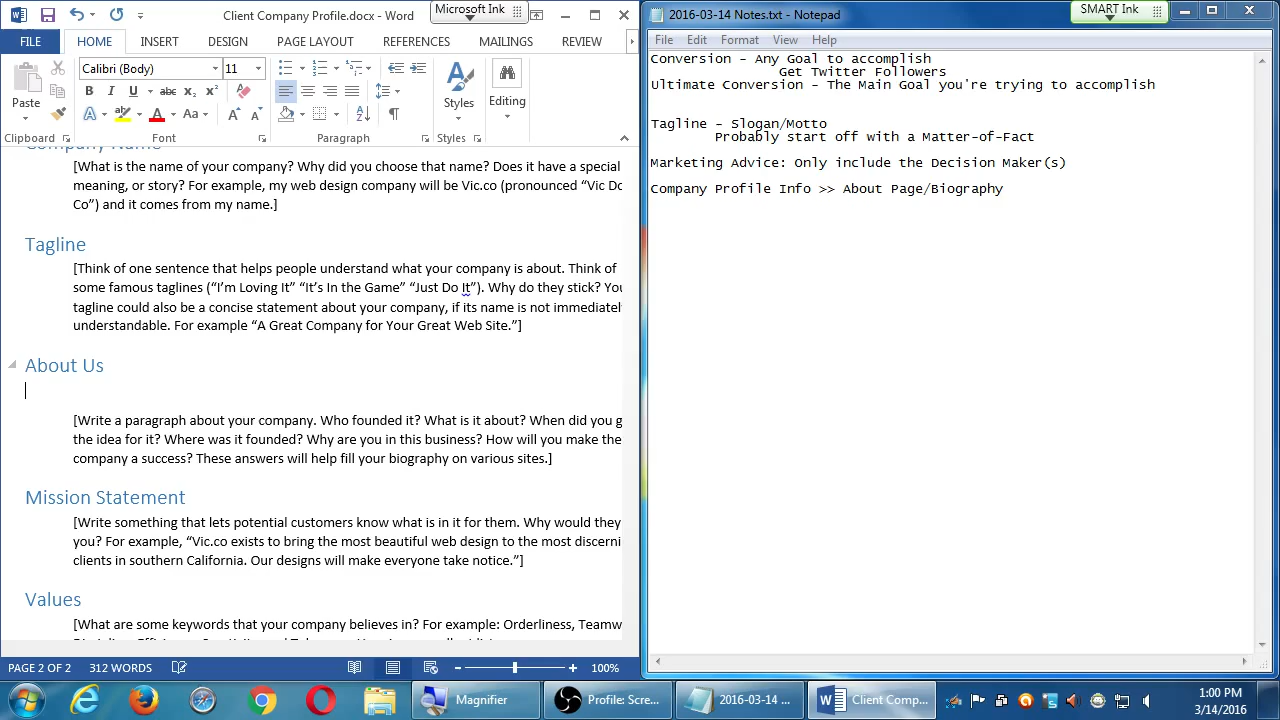 Client Company Profile.docx - Word
Microsoft Ink
FILE
HOME
INSERT
DESIGN
PAGE LAYOUT
REFERENCES
MAILINGS
REVIEW
Paste
Calibri (Body)
11
Styles
Editing
Clipboard
Font
Paragraph
Styles
Company Name
[What is the name of your company? Why did you choose that name? Does it have a special
meaning, or story? For example, my web design company will be Vic.co (pronounced “Vic Do
Co”) and it comes from my name.]
Tagline
[Think of one sentence that helps people understand what your company is about. Think of
some famous taglines (“I’m Loving It” “It’s In the Game” “Just Do It”). Why do they stick? You
tagline could also be a concise statement about your company, if its name is not immediatel
understandable. For example “A Great Company for Your Great Web Site.”]
About Us
[Write a paragraph about your company. Who founded it? What is it about? When did you g
the idea for it? Where was it founded? Why are you in this business? How will you make the
company a success? These answers will help fill your biography on various sites.]
Mission Statement
[Write something that lets potential customers know what is in it for them. Why would they
you? For example, “Vic.co exists to bring the most beautiful web design to the most discerni
clients in southern California. Our designs will make everyone take notice.”]
Values
[What are some keywords that your company believes in? For example: Orderliness, Teamw
PAGE 2 OF 2
312 WORDS
100%
2016-03-14 Notes.txt - Notepad
SMART Ink
File
Edit
Format
View
Help
Conversion - Any Goal to accomplish
Get Twitter Followers
Ultimate Conversion - The Main Goal you're trying to accomplish
Tagline - Slogan/Motto
Probably start off with a Matter-of-Fact
Marketing Advice: Only include the Decision Maker(s)
Company Profile Info >> About Page/Biography
Magnifier
Profile: Scre...
2016-03-14 ...
Client Comp...
1:00 PM
3/14/2016